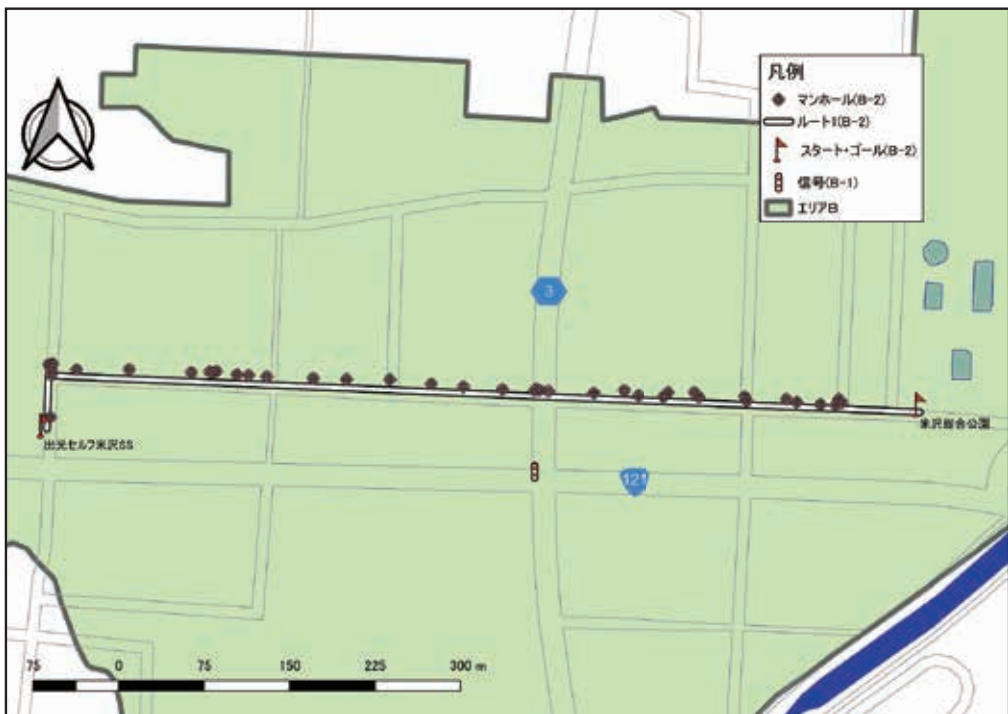 凡例
マンホール(B-2)
ルート1(B-2)
スタート・ゴール(B-2)
信号(B-1)
エリアB
3
出光セルフ米沢SS
米沢総合公園
121
75 0 75 150 225 300 m